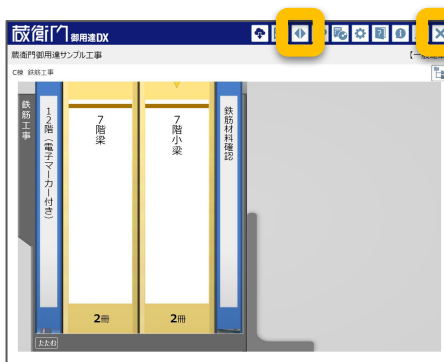 蔵衛門 御用達DX
蔵衛門御用達サンプル工事
C棟 鉄筋工事
鉄筋工事
12階(電子マーカー付き)
7階梁
7階小梁
鉄筋材料確認
2冊
2冊
たたむ